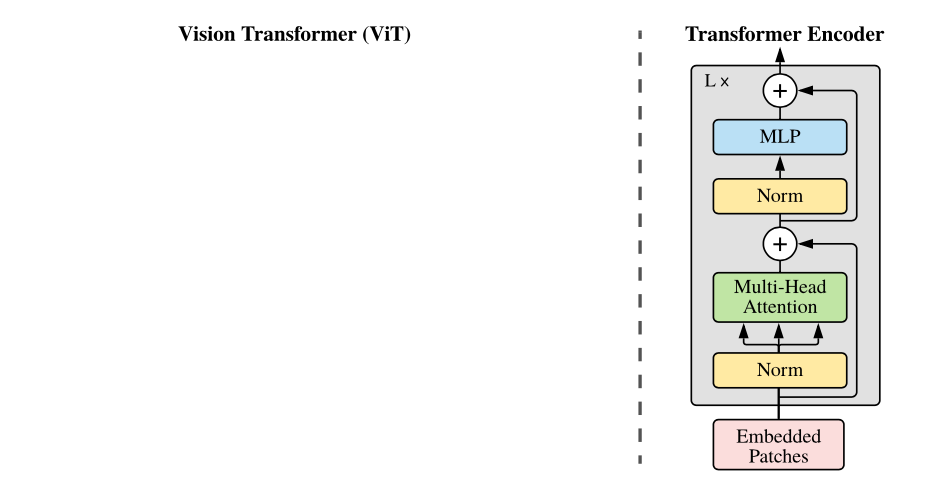 Vision Transformer (ViT)
Transformer Encoder
L ×
+
MLP
Norm
+
Multi-Head
Attention
Norm
Embedded
Patches